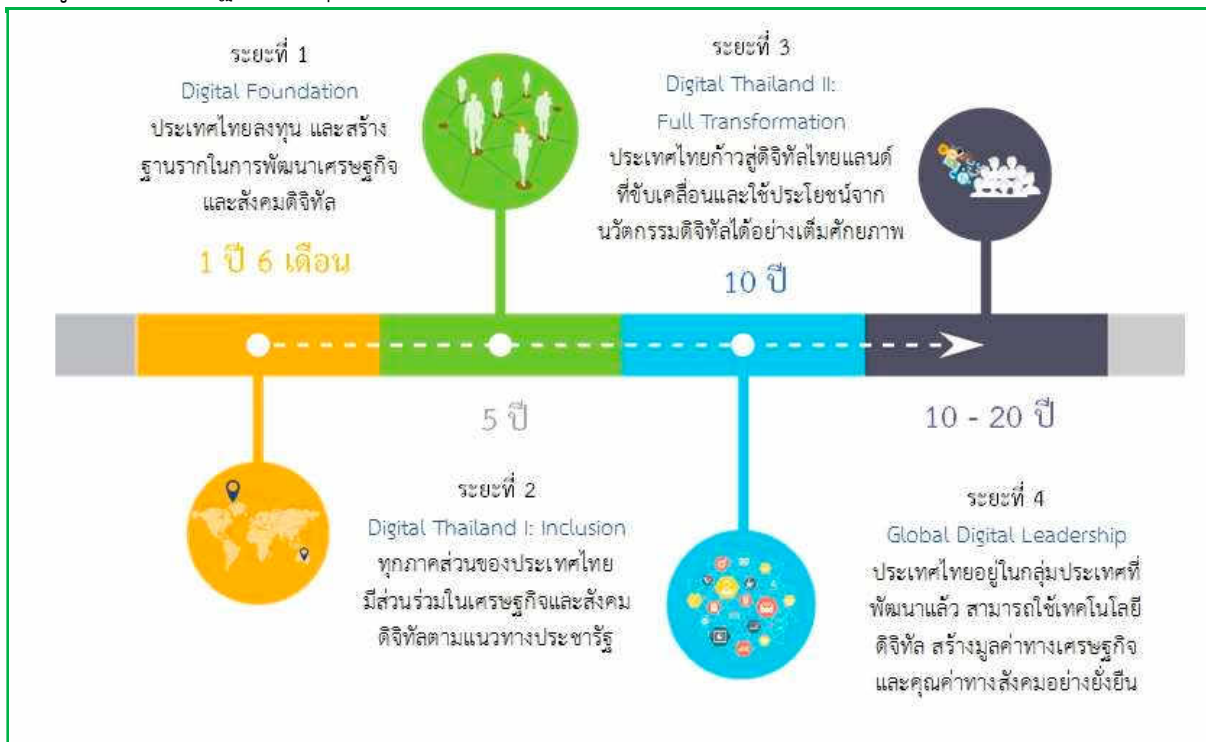 ระยะที่ 1
Digital Foundation
ประเทศไทยลงทุน และสร้าง
ฐานรากในการพัฒนาเศรษฐกิจ
และสังคมดิจิทัล
1 ปี 6 เดือน
5 ปี
ระยะที่ 2
Digital Thailand I: Inclusion
ทุกภาคส่วนของประเทศไทย
มีส่วนร่วมในเศรษฐกิจและสังคม
ดิจิทัลตามแนวทางประชารัฐ
ระยะที่ 3
Digital Thailand II:
Full Transformation
ประเทศไทยก้าวสู่ดิจิทัลไทยแลนด์
ที่ขับเคลื่อนและใช้ประโยชน์จาก
นวัตกรรมดิจิทัลได้อย่างเต็มศักยภาพ
10 ปี
10 - 20 ปี
ระยะที่ 4
Global Digital Leadership
ประเทศไทยอยู่ในกลุ่มประเทศที่
พัฒนาแล้ว สามารถใช้เทคโนโลยี
ดิจิทัล สร้างมูลค่าทางเศรษฐกิจ
และคุณค่าทางสังคมอย่างยั่งยืน